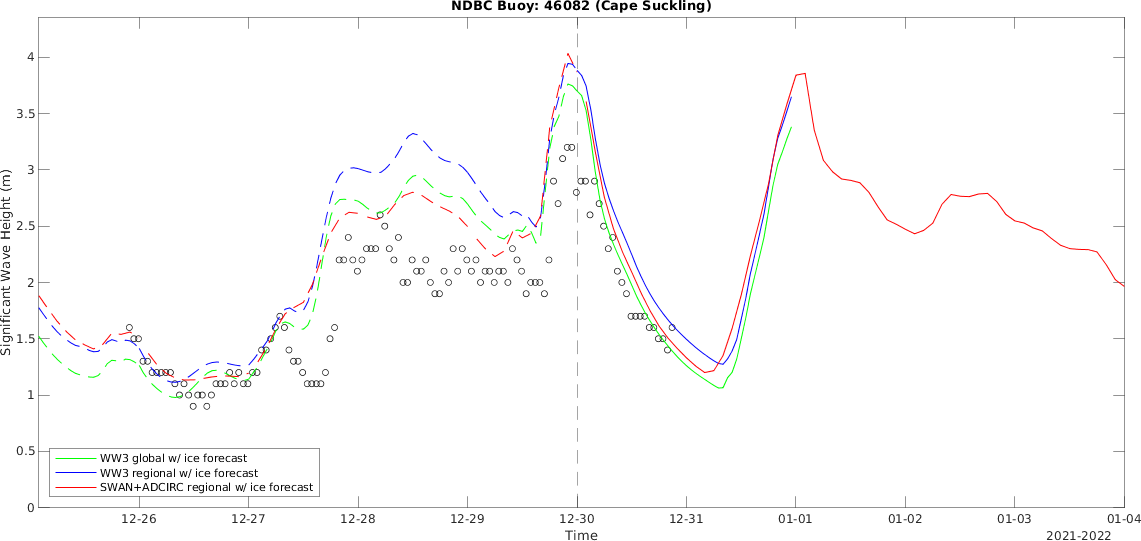 NDBC Buoy: 46082 (Cape Suckling)
4
3.5
3
2.5
2
1.5
1
0.5
0
Significant Wave Height (m)
WW3 global w/ ice forecast
WW3 regional w/ ice forecast
SWAN+ADCIRC regional w/ ice forecast
12-26 12-27 12-28 12-29 12-30 12-31 01-01 01-02 01-03 01-04
Time
2021-2022